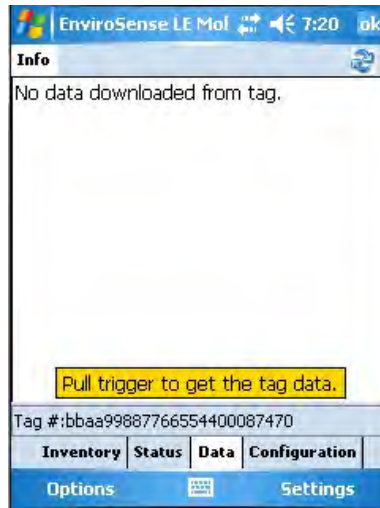 EnviroSense LE Mol 7:20 ok
Info
No data downloaded from tag.
Pull trigger to get the tag data.
Tag #:bbaa99887766554400087470
Inventory Status Data Configuration
Options Settings